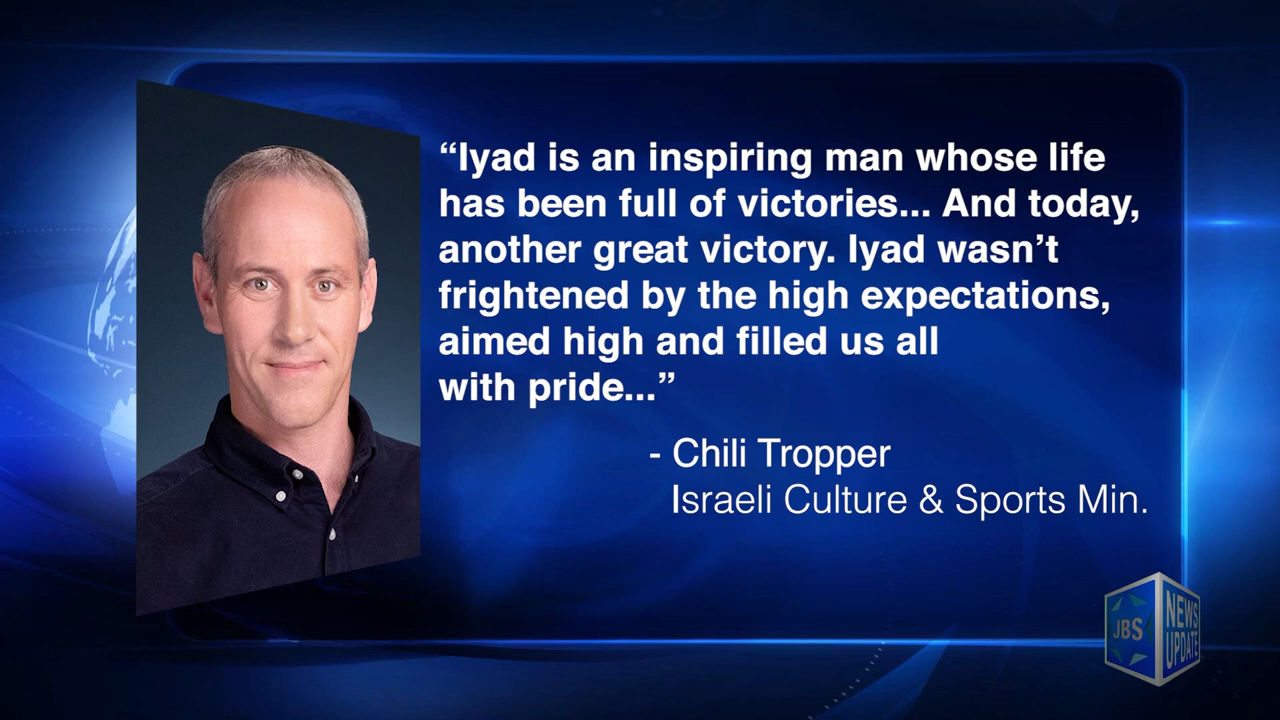 “Iyad is an inspiring man whose life
has been full of victories... And today,
another great victory. Iyad wasn’t
frightened by the high expectations,
aimed high and filled us all
with pride...”
- Chili Tropper
Israeli Culture & Sports Min.
JBS
NEWS
UPDATE